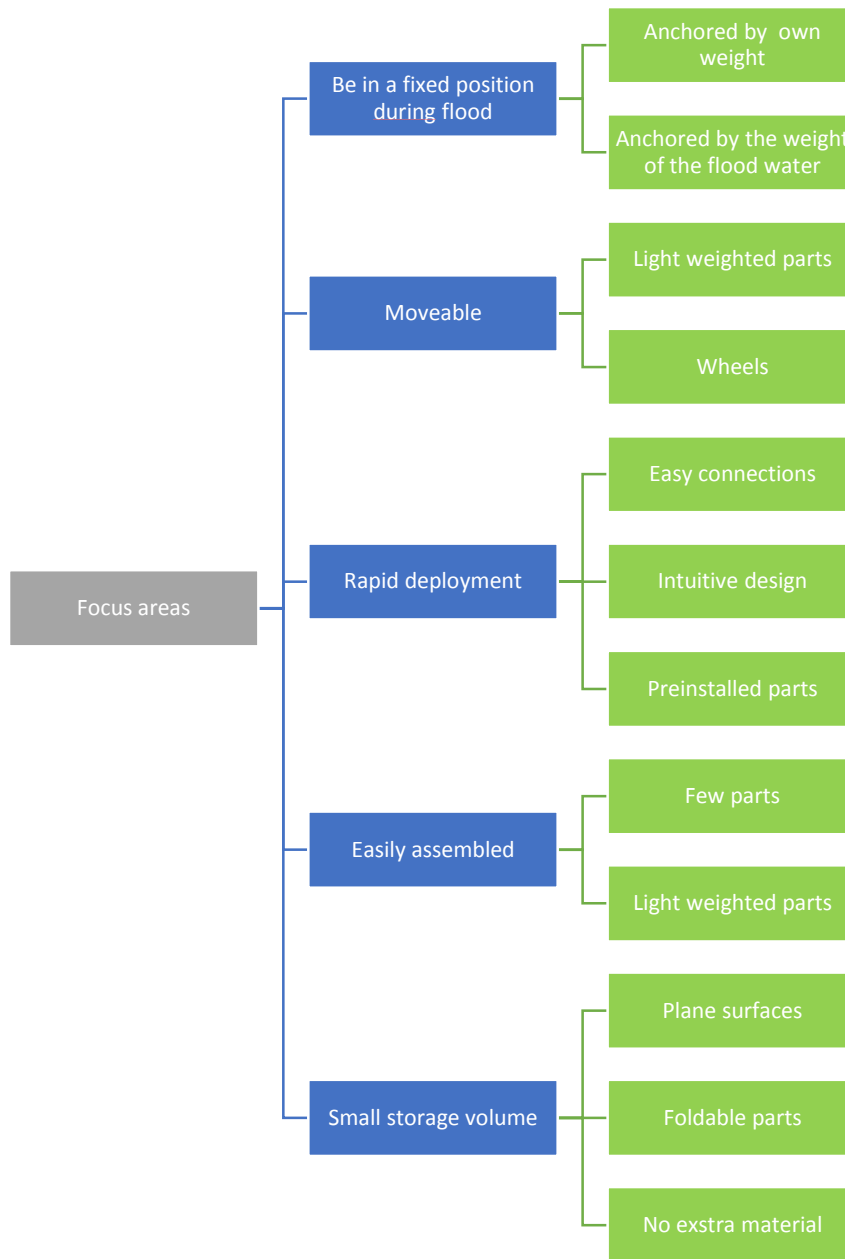 Focus areas
Be in a fixed position
during flood
Anchored by  own
weight
Anchored by the weight
of the flood water
Moveable
Light weighted parts
Wheels
Rapid deployment
Easy connections
Intuitive design
Preinstalled parts
Easily assembled
Few parts
Light weighted parts
Small storage volume
Plane surfaces
Foldable parts
No exstra material